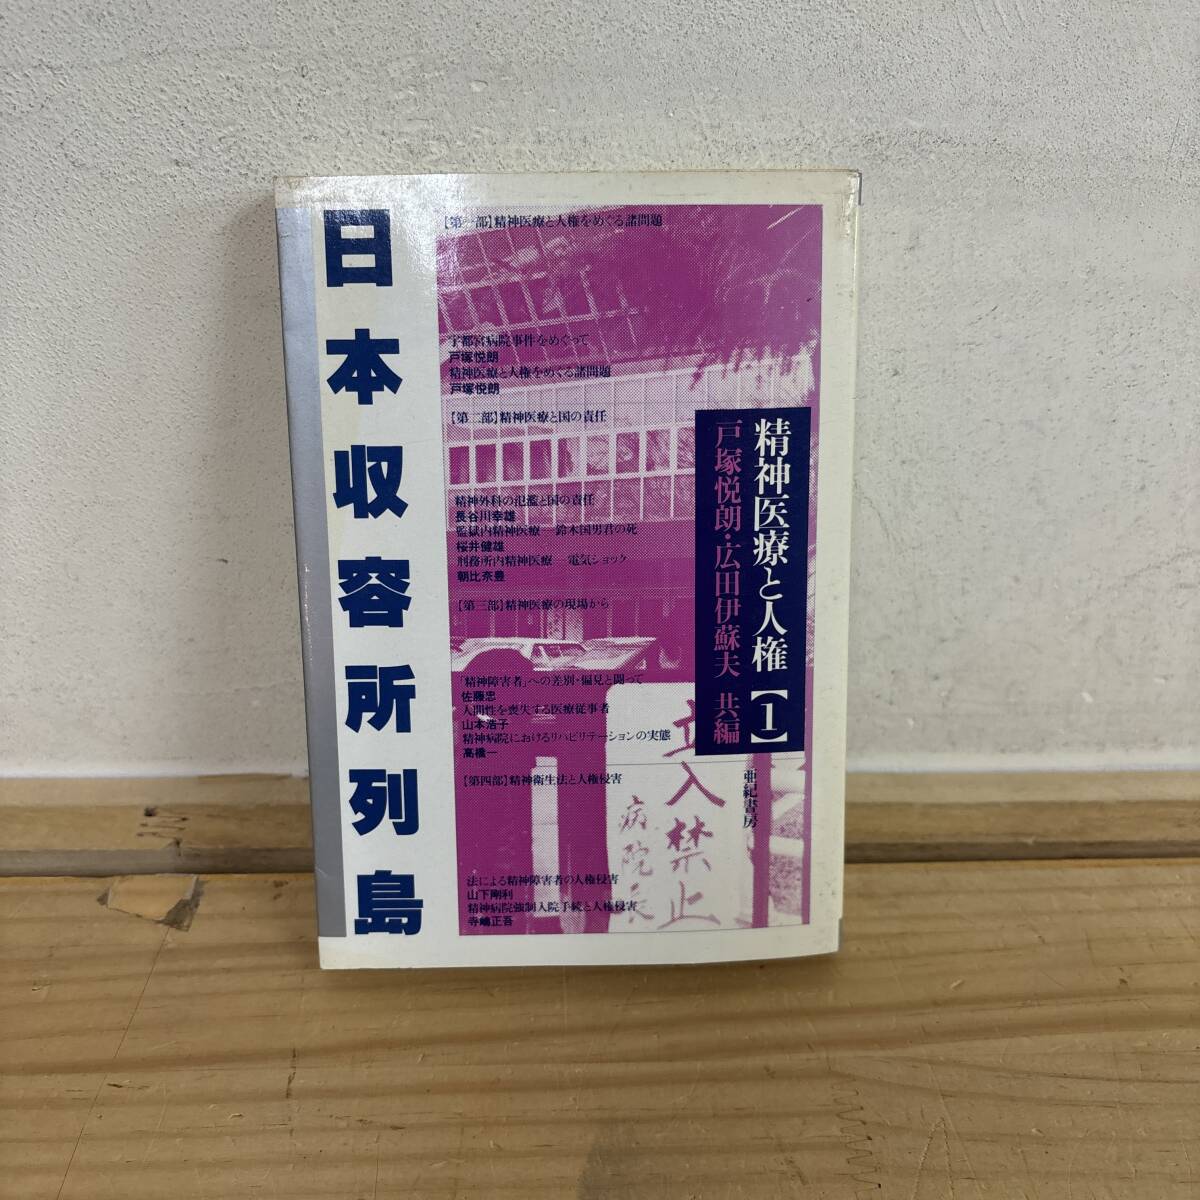 日本収容所列島
精神医療と人権【1】
戸塚悦朗・広田伊蘇夫 共編
亜紀書房
【第一部】精神医療と人権をめぐる諸問題
宇都宮病院事件をめぐって
戸塚悦朗
精神医療と人権をめぐる諸問題
戸塚悦朗
【第二部】精神医療と国の責任
精神外科の氾濫と国の責任
長谷川幸雄
監獄内精神医療―鈴木国男君の死
桜井健雄
刑務所内精神医療―電気ショック
朝比奈豊
【第三部】精神医療の現場から
「精神障害者」への差別・偏見と闘って
佐藤忠
人間性を喪失する医療従事者
山本浩子
精神病院におけるリハビリテーションの実態
高橋一
【第四部】精神衛生法と人権侵害
法による精神障害者の人権侵害
山下剛利
精神病院強制入院手続と人権侵害
寺嶋正吾
立入禁止
病院長